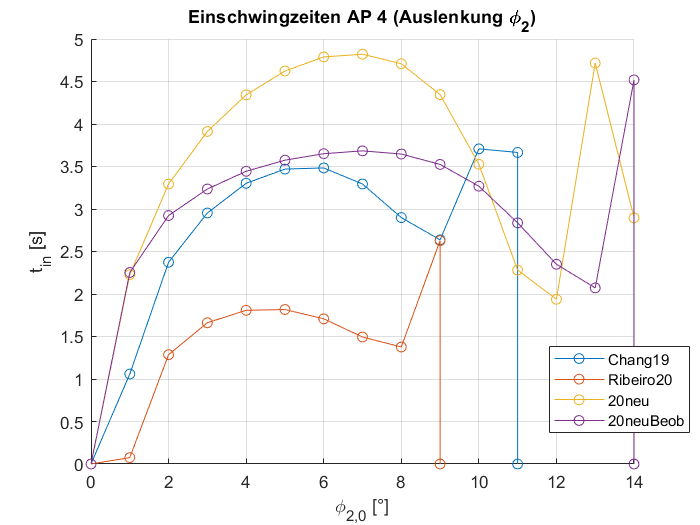 Einschwingzeiten AP 4 (Auslenkung ϕ2)
5
4.5
4
3.5
3
2.5
2
1.5
1
0.5
0
tin [s]
0 2 4 6 8 10 12 14
ϕ2,0 [°]
Chang19
Ribeiro20
20neu
20neuBeob